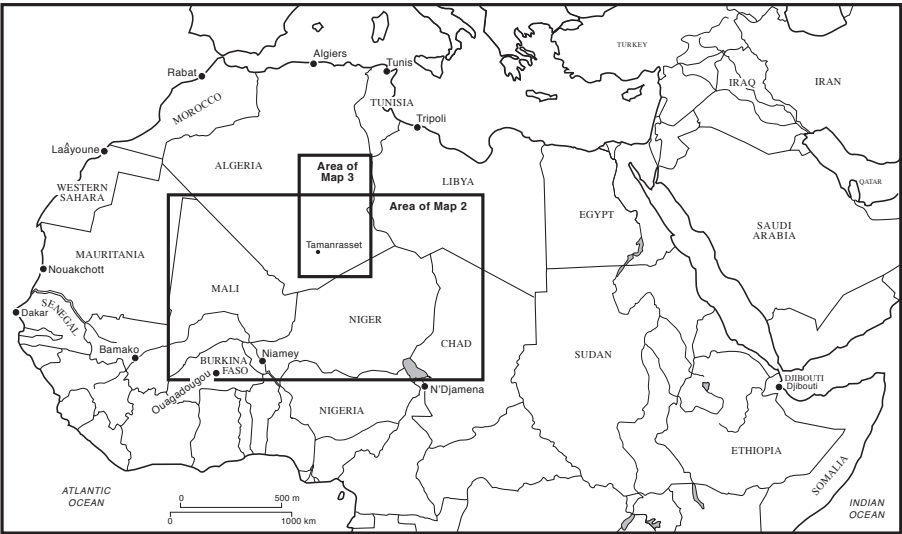 TURKEY
Algiers
Tunis
Rabat
IRAQ
IRAN
TUNISIA
MOROCCO
Tripoli
Laâyoune
Area of
Map 3
ALGERIA
LIBYA
QATAR
WESTERN
SAHARA
Area of Map 2
EGYPT
SAUDI
ARABIA
Tamanrasset
MAURITANIA
Nouakchott
MALI
SENEGAL
Dakar
NIGER
Bamako
CHAD
SUDAN
Niamey
BURKINA
FASO
Ouagadougou
N'Djamena
DJIBOUTI
Djibouti
NIGERIA
ETHIOPIA
SOMALIA
ATLANTIC
OCEAN
0 500 m
0 1000 km
INDIAN
OCEAN